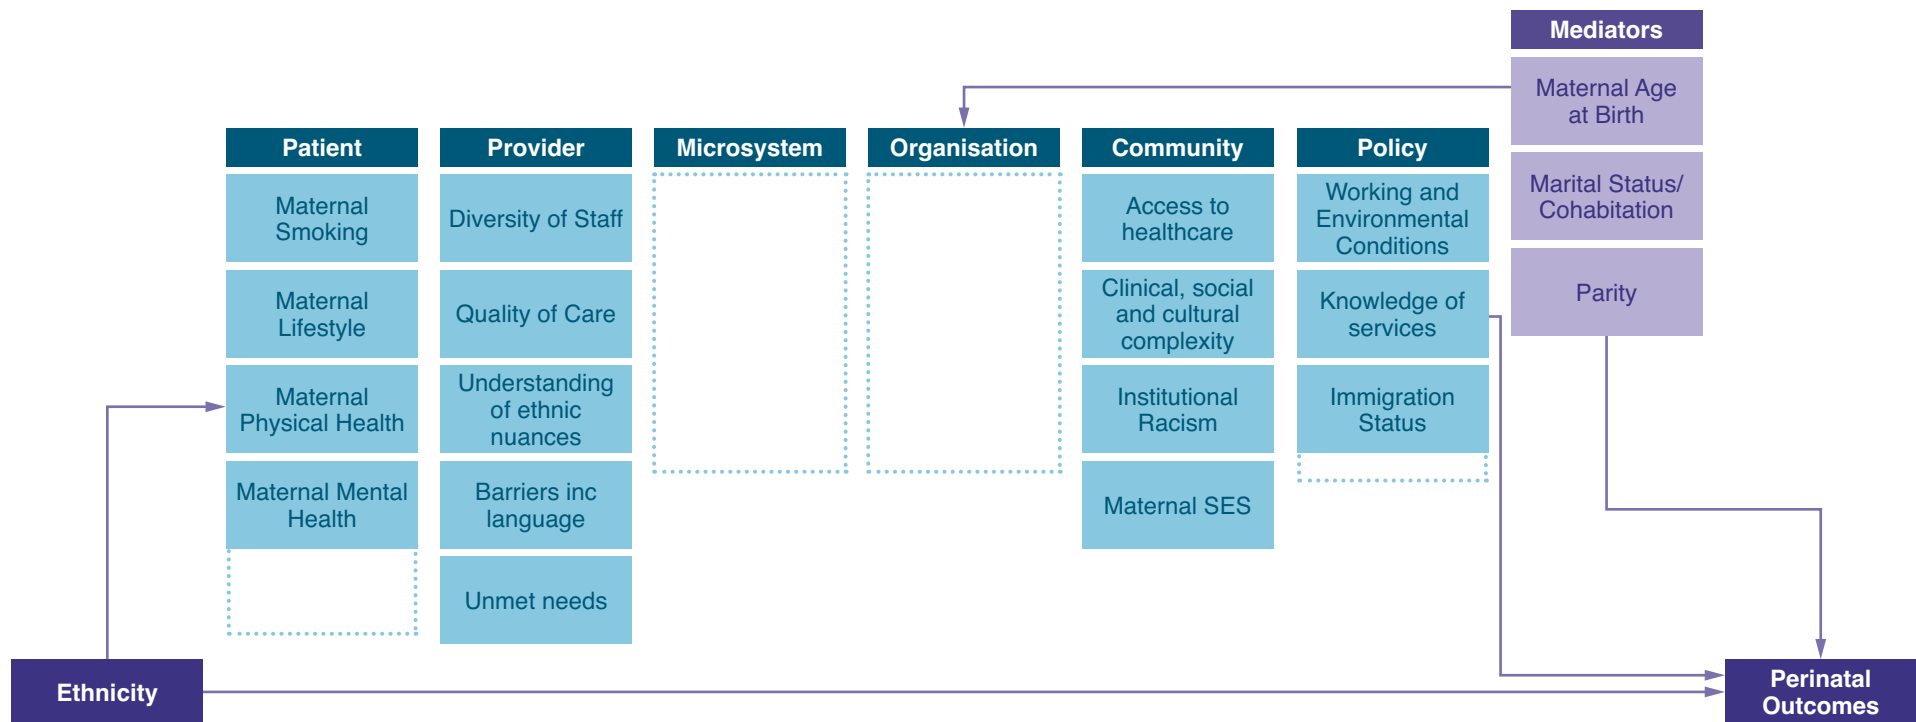 Mediators
Maternal Age
at Birth
Marital Status/
Cohabitation
Parity
Patient
Maternal
Smoking
Maternal
Lifestyle
Maternal
Physical Health
Maternal Mental
Health
Provider
Diversity of Staff
Quality of Care
Understanding
of ethnic
nuances
Barriers inc
language
Unmet needs
Microsystem
Organisation
Community
Access to
healthcare
Clinical, social
and cultural
complexity
Institutional
Racism
Maternal SES
Policy
Working and
Environmental
Conditions
Knowledge of
services
Immigration
Status
Ethnicity
Perinatal
Outcomes